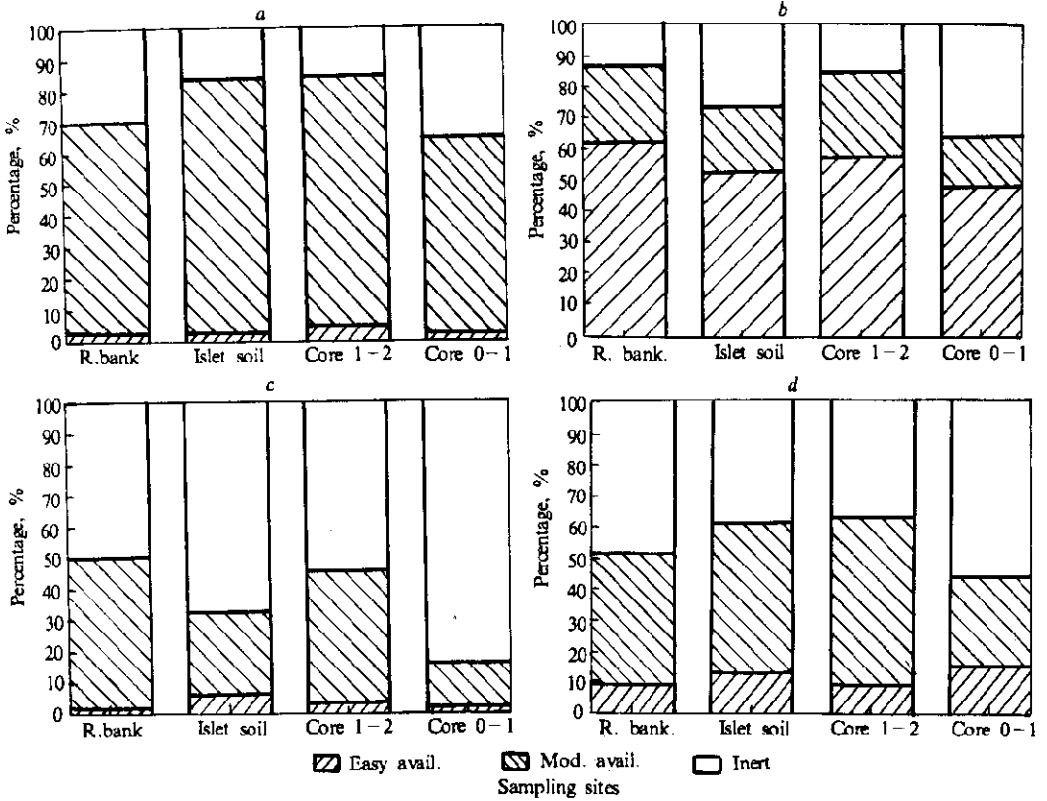 a
100
90
80
70
60
50
40
30
20
10
0
Percentage, %
R.bank
Islet soil
Core 1-2
Core 0-1
b
100
90
80
70
60
50
40
30
20
10
0
Percentage, %
R. bank.
Islet soil
Core 1-2
Core 0-1
c
100
90
80
70
60
50
40
30
20
10
0
Percentage, %
R.bank
Islet soil
Core 1-2
Core 0-1
d
100
90
80
70
60
50
40
30
20
10
0
Percentage, %
R. bank.
Islet soil
Core 1-2
Core 0-1
Easy avail.
Mod. avail.
Inert
Sampling sites